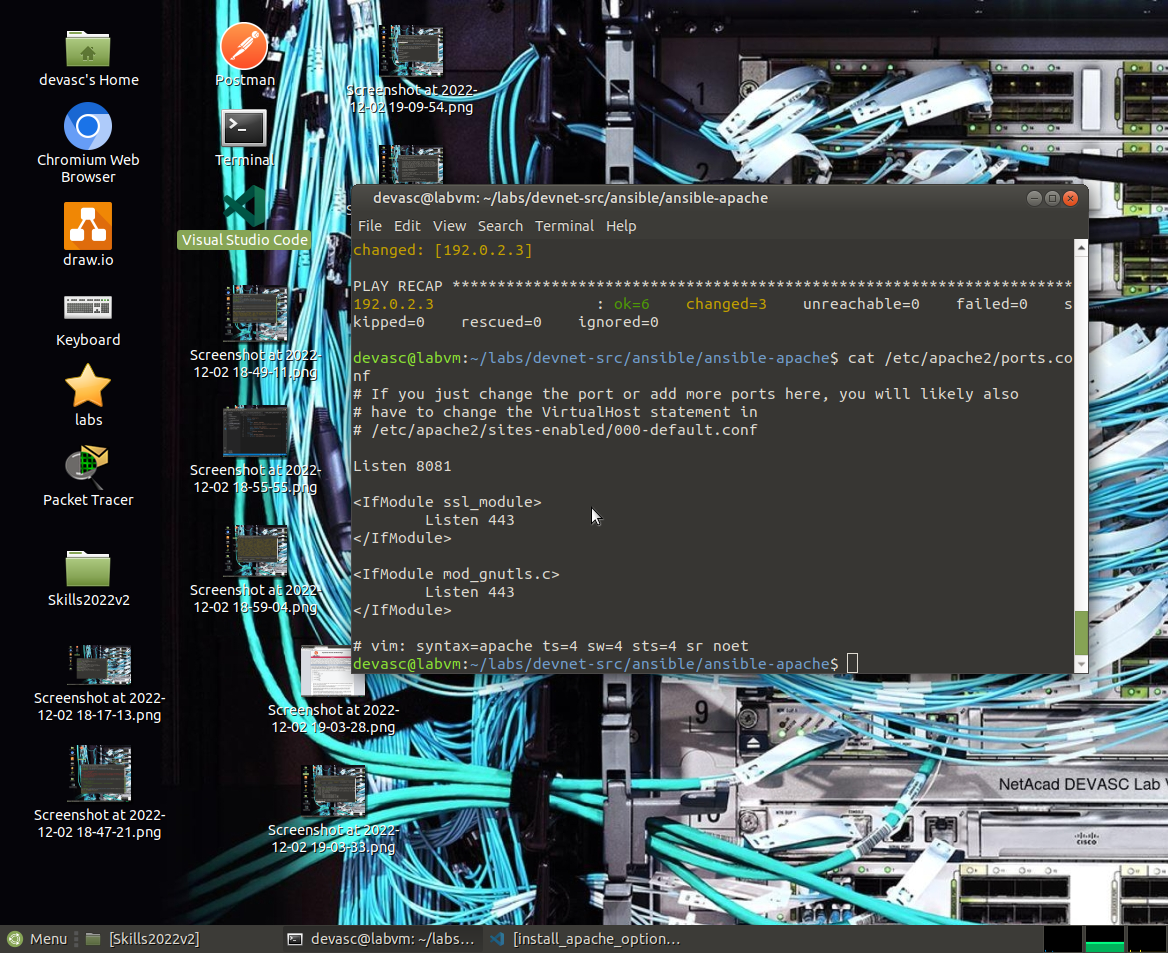 devasc's Home
Postman
Screenshot at 2022-
12-02 19-09-54.png
Chromium Web
Browser
Terminal
draw.io
Visual Studio Code
Keyboard
Screenshot at 2022-
12-02 18-49-11.png
labs
Packet Tracer
Screenshot at 2022-
12-02 18-55-55.png
Skills2022v2
Screenshot at 2022-
12-02 18-59-04.png
Screenshot at 2022-
12-02 18-17-13.png
Screenshot at 2022-
12-02 19-03-28.png
Screenshot at 2022-
12-02 18-47-21.png
Screenshot at 2022-
12-02 19-03-33.png
devasc@labvm: ~/labs/devnet-src/ansible/ansible-apache
File Edit View Search Terminal Help
changed: [192.0.2.3]
PLAY RECAP *********************************************************************
192.0.2.3                  : ok=6    changed=3    unreachable=0    failed=0    s
kipped=0    rescued=0    ignored=0
devasc@labvm:~/labs/devnet-src/ansible/ansible-apache$ cat /etc/apache2/ports.co
nf
# If you just change the port or add more ports here, you will likely also
# have to change the VirtualHost statement in
# /etc/apache2/sites-enabled/000-default.conf
Listen 8081
<IfModule ssl_module>
        Listen 443
</IfModule>
<IfModule mod_gnutls.c>
        Listen 443
</IfModule>
# vim: syntax=apache ts=4 sw=4 sts=4 sr noet
devasc@labvm:~/labs/devnet-src/ansible/ansible-apache$
1
2
9
10
NetAcad DEVASC Lab V
CISCO
Menu
[Skills2022v2]
devasc@labvm: ~/labs...
[install_apache_option...